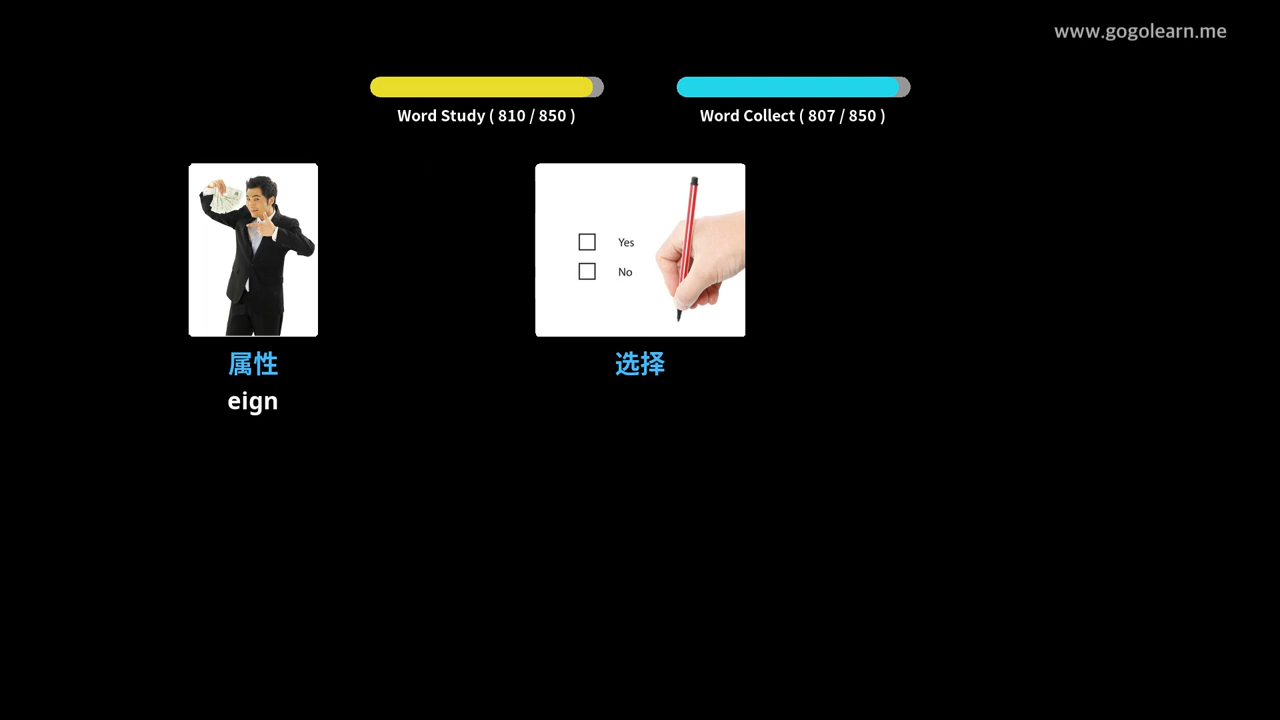 www.gogolearn.me
Word Study ( 810 / 850 )
Word Collect ( 807 / 850 )
Yes
No
属性
选择
eign